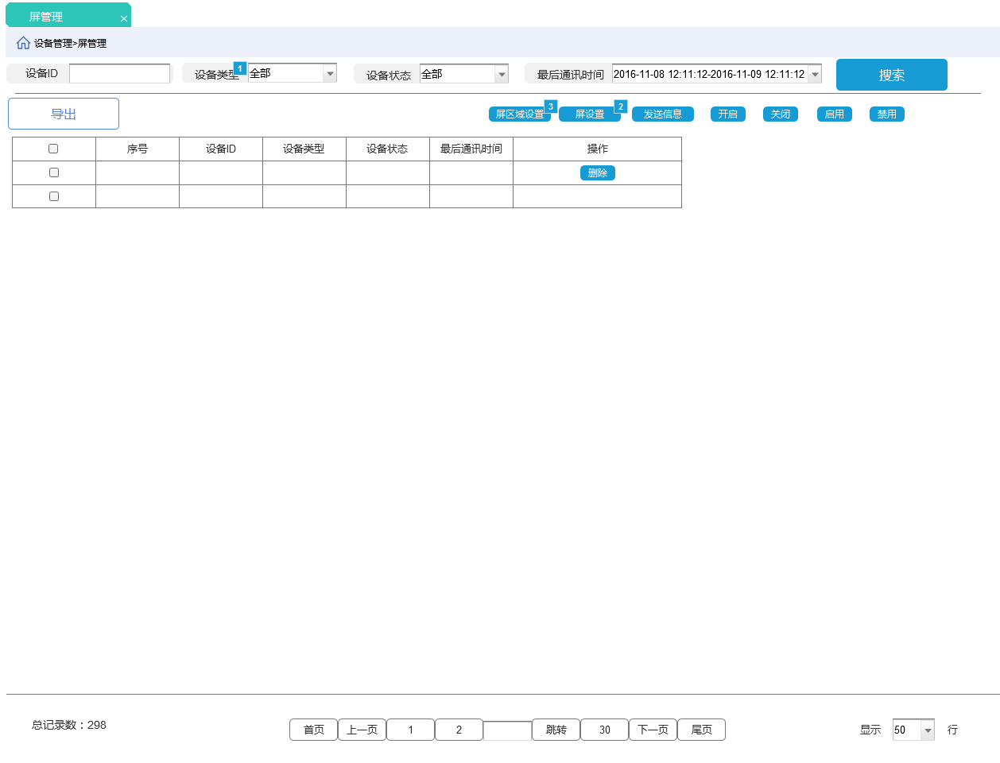 屏管理 ×
设备管理>屏管理
设备ID 设备类型 1 全部 设备状态 全部 最后通讯时间 2016-11-08 12:11:12-2016-11-09 12:11:12 搜索
导出 屏区域设置 3 屏设置 2 发送信息 开启 关闭 启用 禁用
序号 设备ID 设备类型 设备状态 最后通讯时间 操作
删除
总记录数：298 首页 上一页 1 2 跳转 30 下一页 尾页 显示 50 行